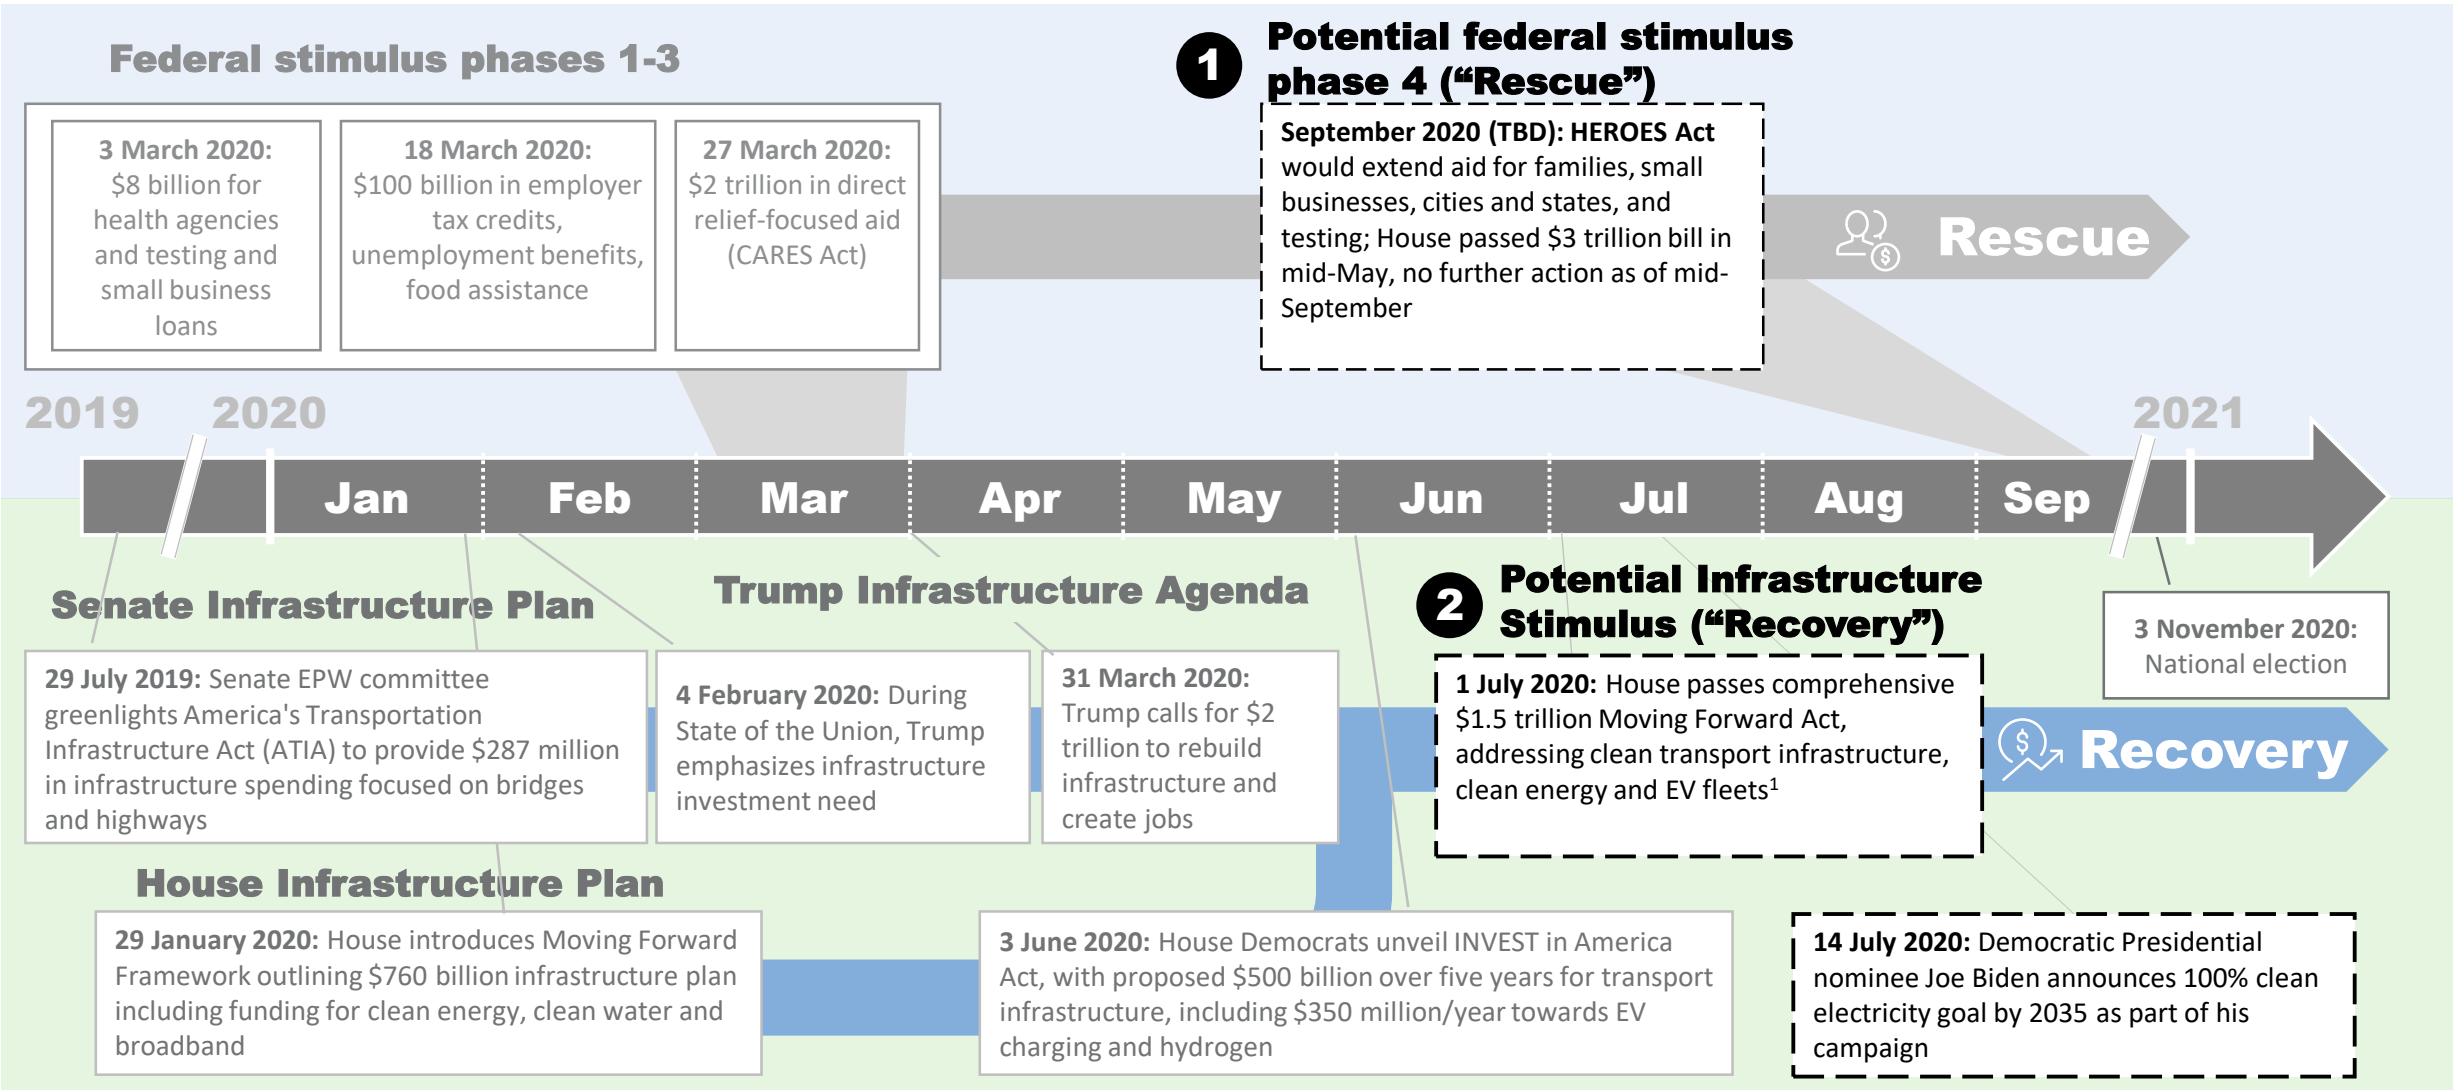 Federal stimulus phases 1-3
3 March 2020:
$8 billion for
health agencies
and testing and
small business
loans
18 March 2020:
$100 billion in employer
tax credits,
unemployment benefits,
food assistance
27 March 2020:
$2 trillion in direct
relief-focused aid
(CARES Act)
1
Potential federal stimulus
phase 4 (“Rescue”)
September 2020 (TBD): HEROES Act
would extend aid for families, small
businesses, cities and states, and
testing; House passed $3 trillion bill in
mid-May, no further action as of mid-
September
$
Rescue
2019
2020
2021
Jan
Feb
Mar
Apr
May
Jun
Jul
Aug
Sep
Senate Infrastructure Plan
29 July 2019: Senate EPW committee
greenlights America's Transportation
Infrastructure Act (ATIA) to provide $287 million
in infrastructure spending focused on bridges
and highways
Trump Infrastructure Agenda
4 February 2020: During
State of the Union, Trump
emphasizes infrastructure
investment need
31 March 2020:
Trump calls for $2
trillion to rebuild
infrastructure and
create jobs
2
Potential Infrastructure
Stimulus (“Recovery”)
1 July 2020: House passes comprehensive
$1.5 trillion Moving Forward Act,
addressing clean transport infrastructure,
clean energy and EV fleets¹
3 November 2020:
National election
$
Recovery
House Infrastructure Plan
29 January 2020: House introduces Moving Forward
Framework outlining $760 billion infrastructure plan
including funding for clean energy, clean water and
broadband
3 June 2020: House Democrats unveil INVEST in America
Act, with proposed $500 billion over five years for transport
infrastructure, including $350 million/year towards EV
charging and hydrogen
14 July 2020: Democratic Presidential
nominee Joe Biden announces 100% clean
electricity goal by 2035 as part of his
campaign